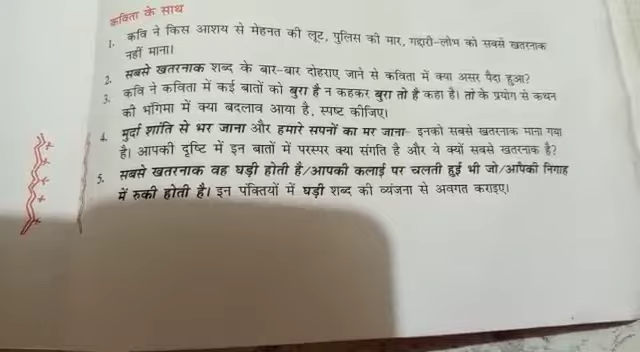 कविता के साथ
1. कवि ने किस आशय से मेहनत की लूट, पुलिस की मार, गद्दारी-लोभ को सबसे खतरनाक
नहीं माना।
2. सबसे खतरनाक शब्द के बार-बार दोहराए जाने से कविता में क्या असर पैदा हुआ?
3. कवि ने कविता में कई बातों को बुरा है न कहकर बुरा तो है कहा है। तो के प्रयोग से कथन
की भंगिमा में क्या बदलाव आया है, स्पष्ट कीजिए।
4. मुर्दा शांति से भर जाना और हमारे सपनों का मर जाना- इनको सबसे खतरनाक माना गया
है। आपकी दृष्टि में इन बातों में परस्पर क्या संगति है और ये क्यों सबसे खतरनाक है?
5. सबसे खतरनाक वह घड़ी होती है/आपकी कलाई पर चलती हुई भी जो/आपकी निगाह
में रुकी होती है। इन पंक्तियों में घड़ी शब्द की व्यंजना से अवगत कराइए।